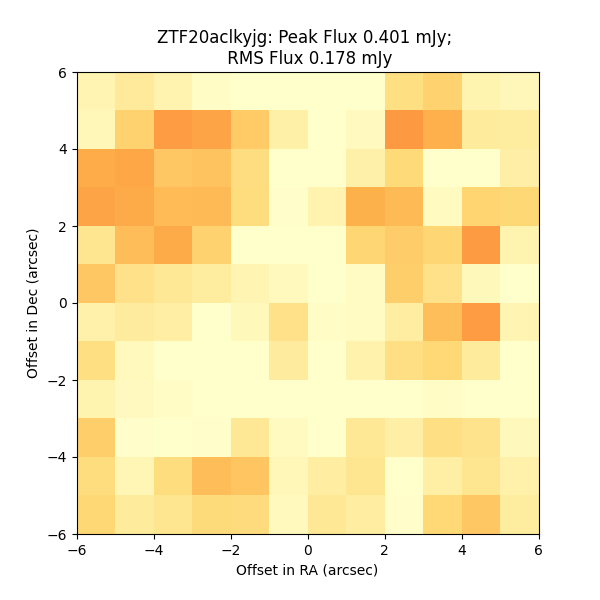 ZTF20aclkyjg: Peak Flux 0.401 mJy;
RMS Flux 0.178 mJy
6
4
2
0
−2
−4
−6
Offset in Dec (arcsec)
−6 −4 −2 0 2 4 6
Offset in RA (arcsec)